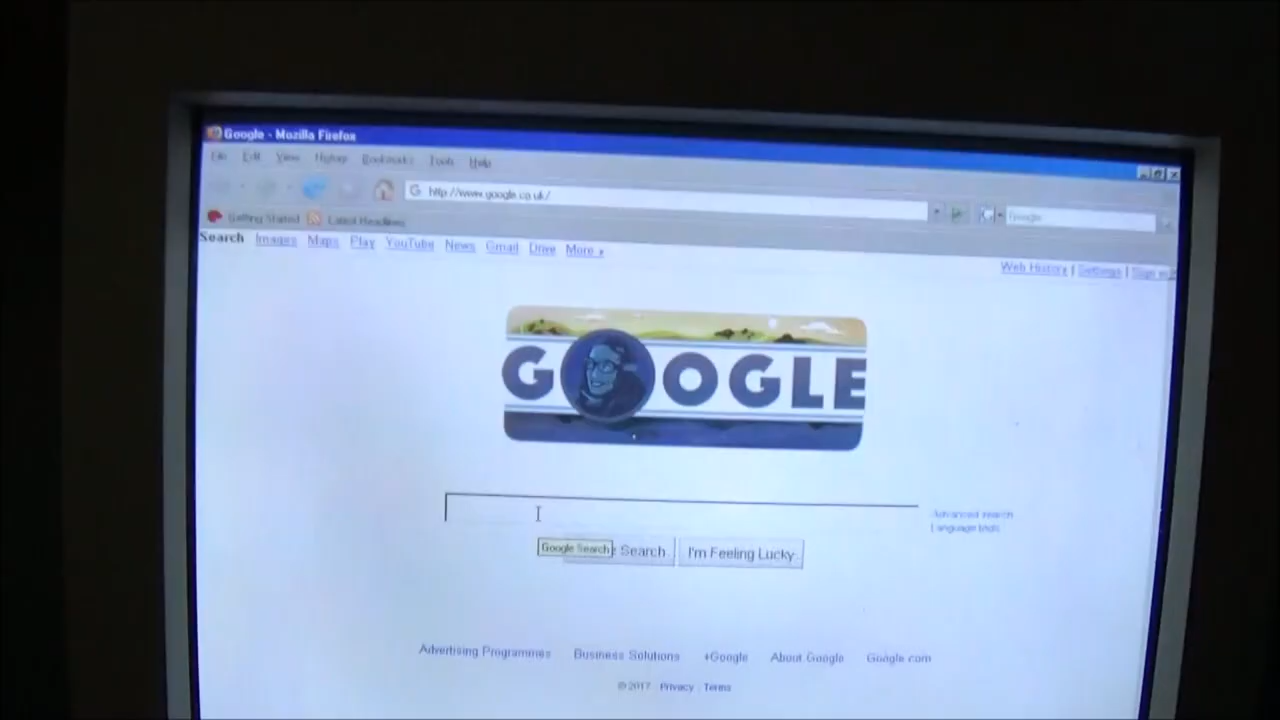 Google - Mozilla Firefox
File Edit View History Bookmarks Tools Help
http://www.google.co.uk/
Google
Getting Started Latest Headlines
Search Images Maps Play YouTube News Gmail Drive More »
Web History | Settings | Sign in
GOOGLE
Advanced search
Language tools
Google Search
Search
I'm Feeling Lucky
Advertising Programmes Business Solutions +Google About Google Google.com
© 2017 - Privacy - Terms